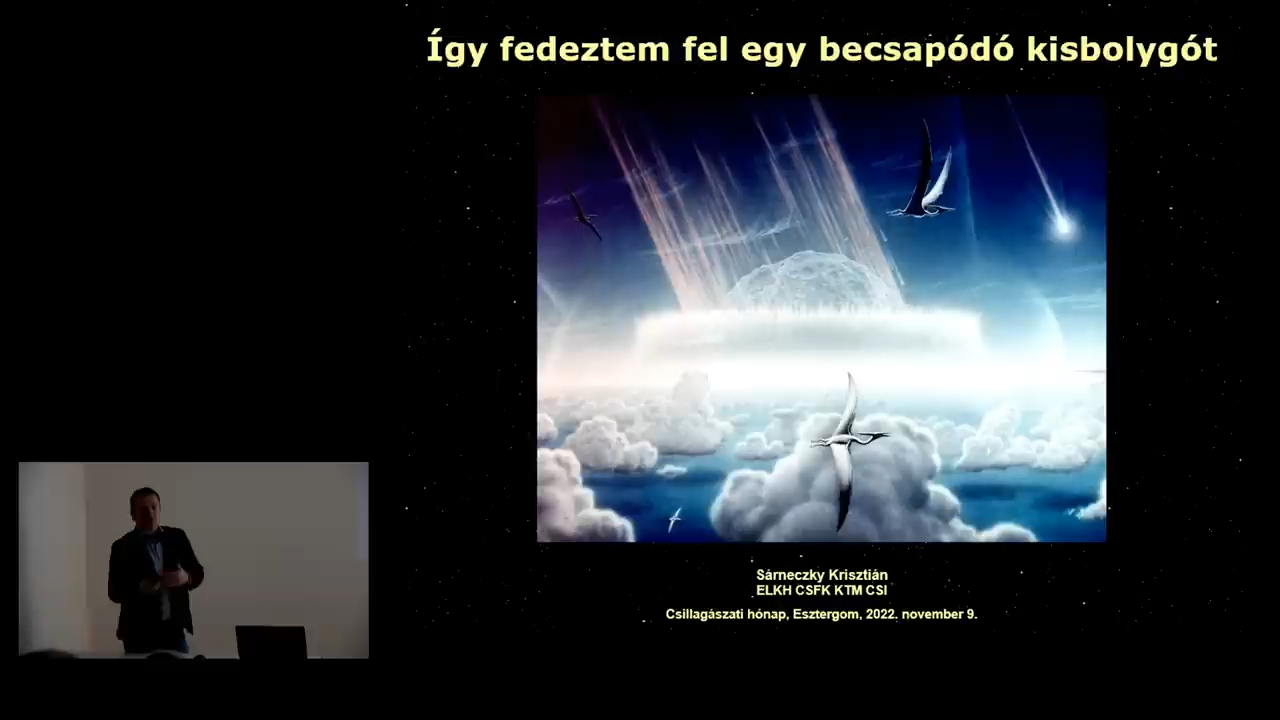 Így fedeztem fel egy becsapódó kisbolygót
Sárneczky Krisztián
ELKH CSFK KTM CSI
Csillagászati hónap, Esztergom, 2022. november 9.